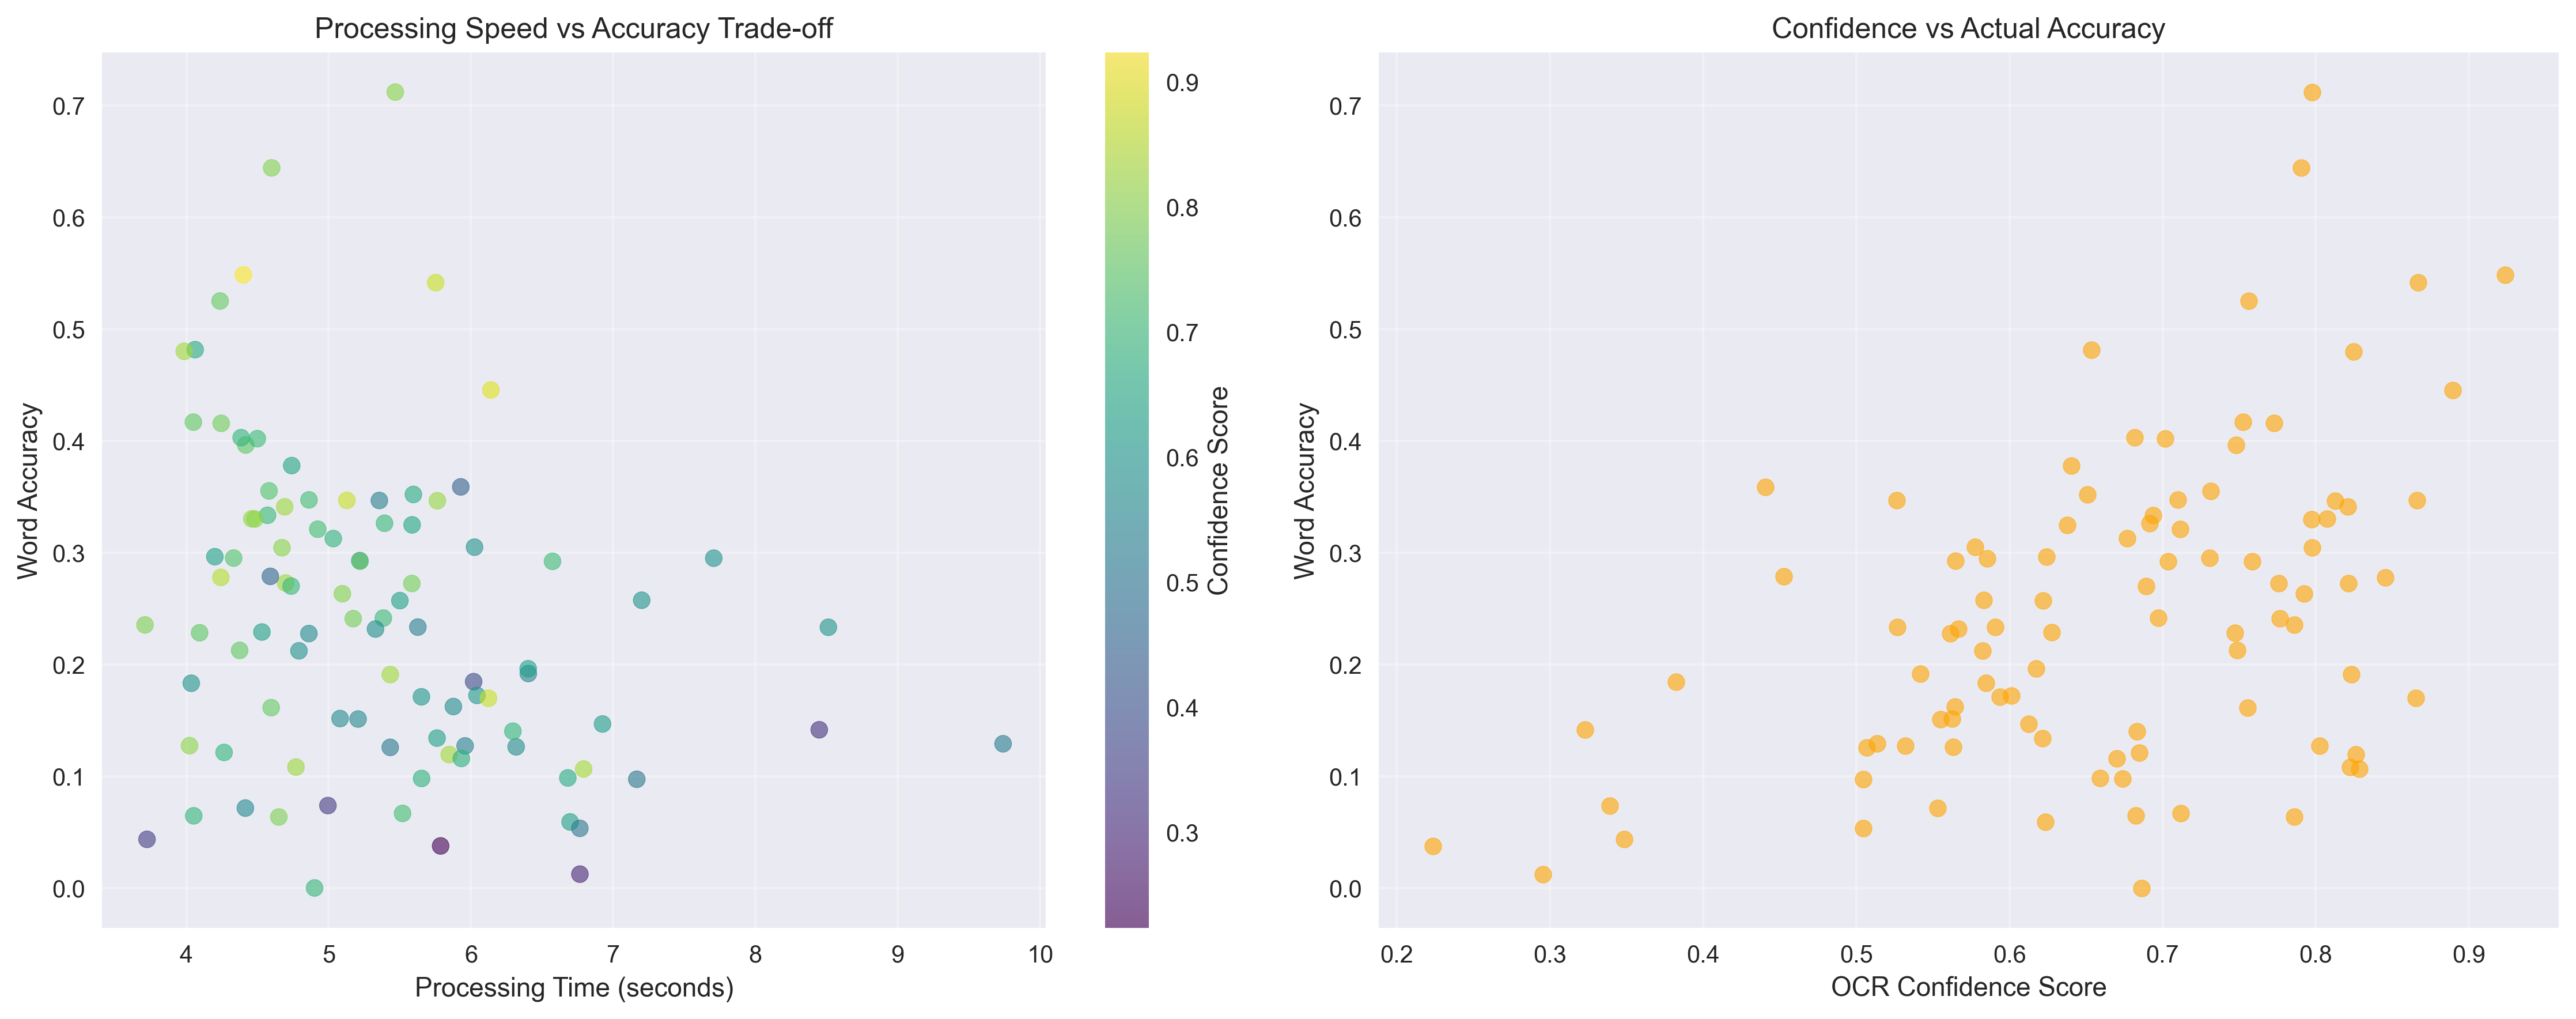 Processing Speed vs Accuracy Trade-off
Word Accuracy
0.7
0.6
0.5
0.4
0.3
0.2
0.1
0.0
4 5 6 7 8 9 10
Processing Time (seconds)
0.9
0.8
0.7
0.6
0.5
0.4
0.3
Confidence Score
Confidence vs Actual Accuracy
Word Accuracy
0.7
0.6
0.5
0.4
0.3
0.2
0.1
0.0
0.2 0.3 0.4 0.5 0.6 0.7 0.8 0.9
OCR Confidence Score